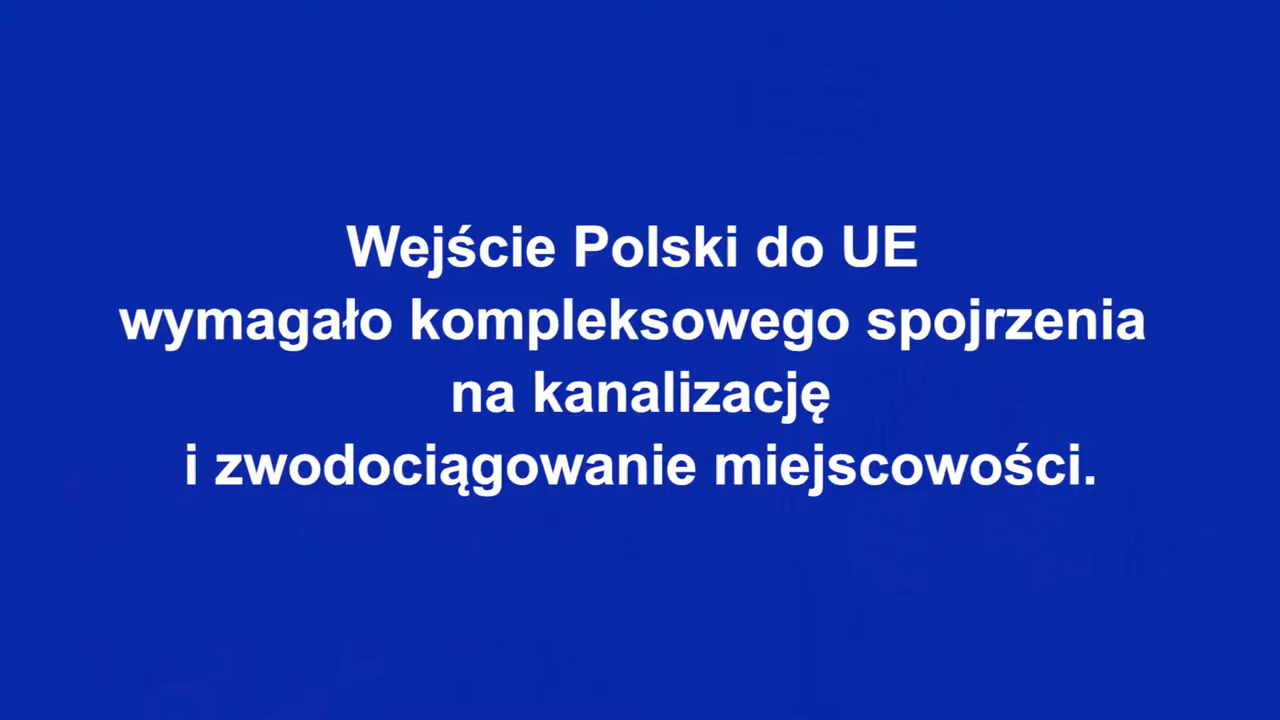 Wejście Polski do UE
wymagało kompleksowego spojrzenia
na kanalizację
i zwodociągowanie miejscowości.